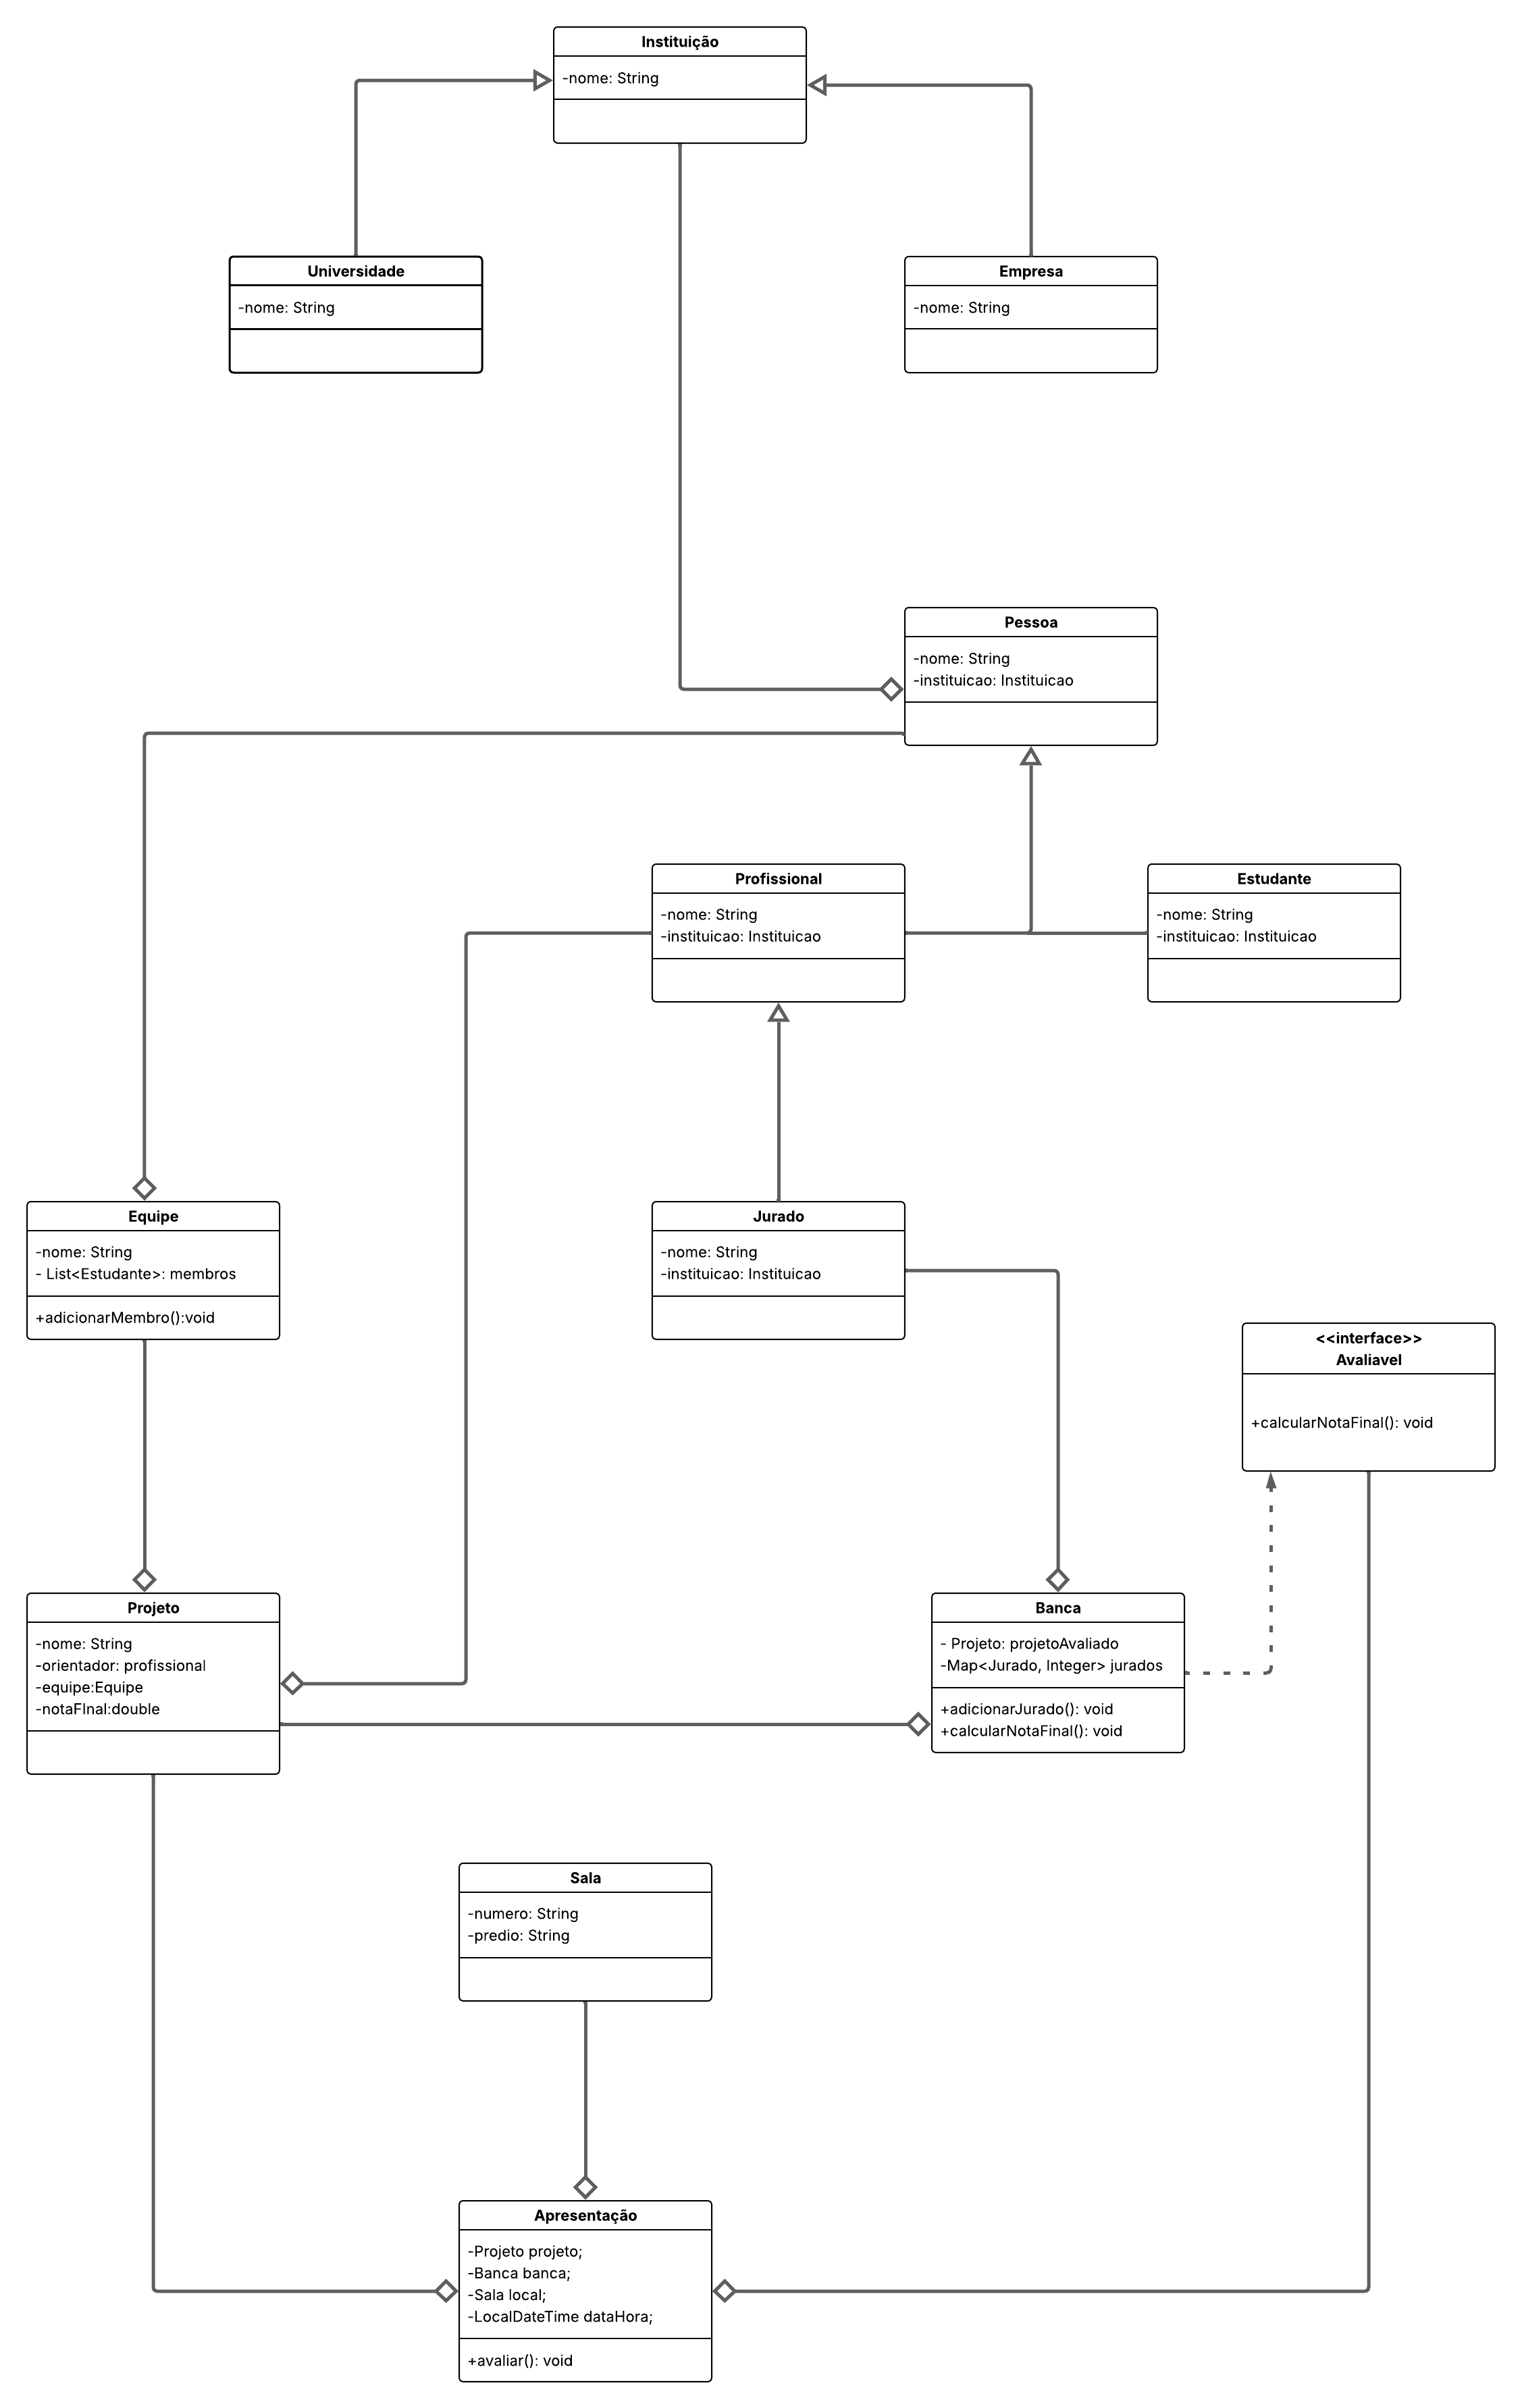 Instituição
-nome: String
Universidade
-nome: String
Empresa
-nome: String
Pessoa
-nome: String
-instituicao: Instituicao
Profissional
-nome: String
-instituicao: Instituicao
Estudante
-nome: String
-instituicao: Instituicao
Equipe
-nome: String
- List<Estudante>: membros
+adicionarMembro():void
Jurado
-nome: String
-instituicao: Instituicao
<<interface>>
Avaliavel
+calcularNotaFinal(): void
Projeto
-nome: String
-orientador: profissional
-equipe:Equipe
-notaFInal:double
Banca
- Projeto: projetoAvaliado
-Map<Jurado, Integer> jurados
+adicionarJurado(): void
+calcularNotaFinal(): void
Sala
-numero: String
-predio: String
Apresentação
-Projeto projeto;
-Banca banca;
-Sala local;
-LocalDateTime dataHora;
+avaliar(): void